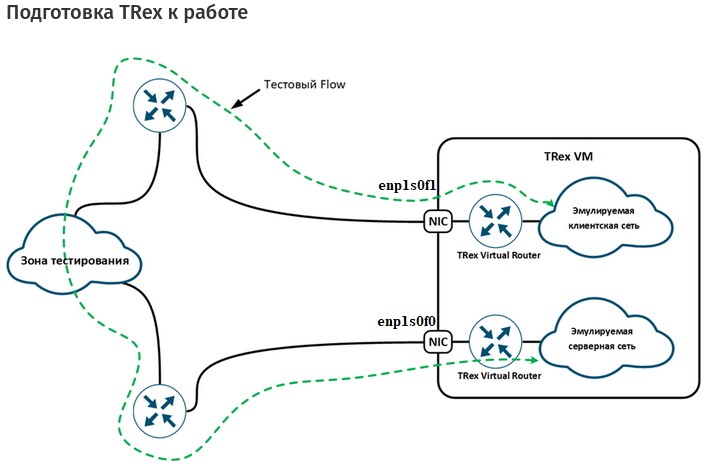 Подготовка TRex к работе
Тестовый Flow
TRex VM
enp1s0f1
NIC
Эмулируемая
клиентская сеть
TRex Virtual Router
Зона тестирования
enp1s0f0
NIC
Эмулируемая
серверная сеть
TRex Virtual Router